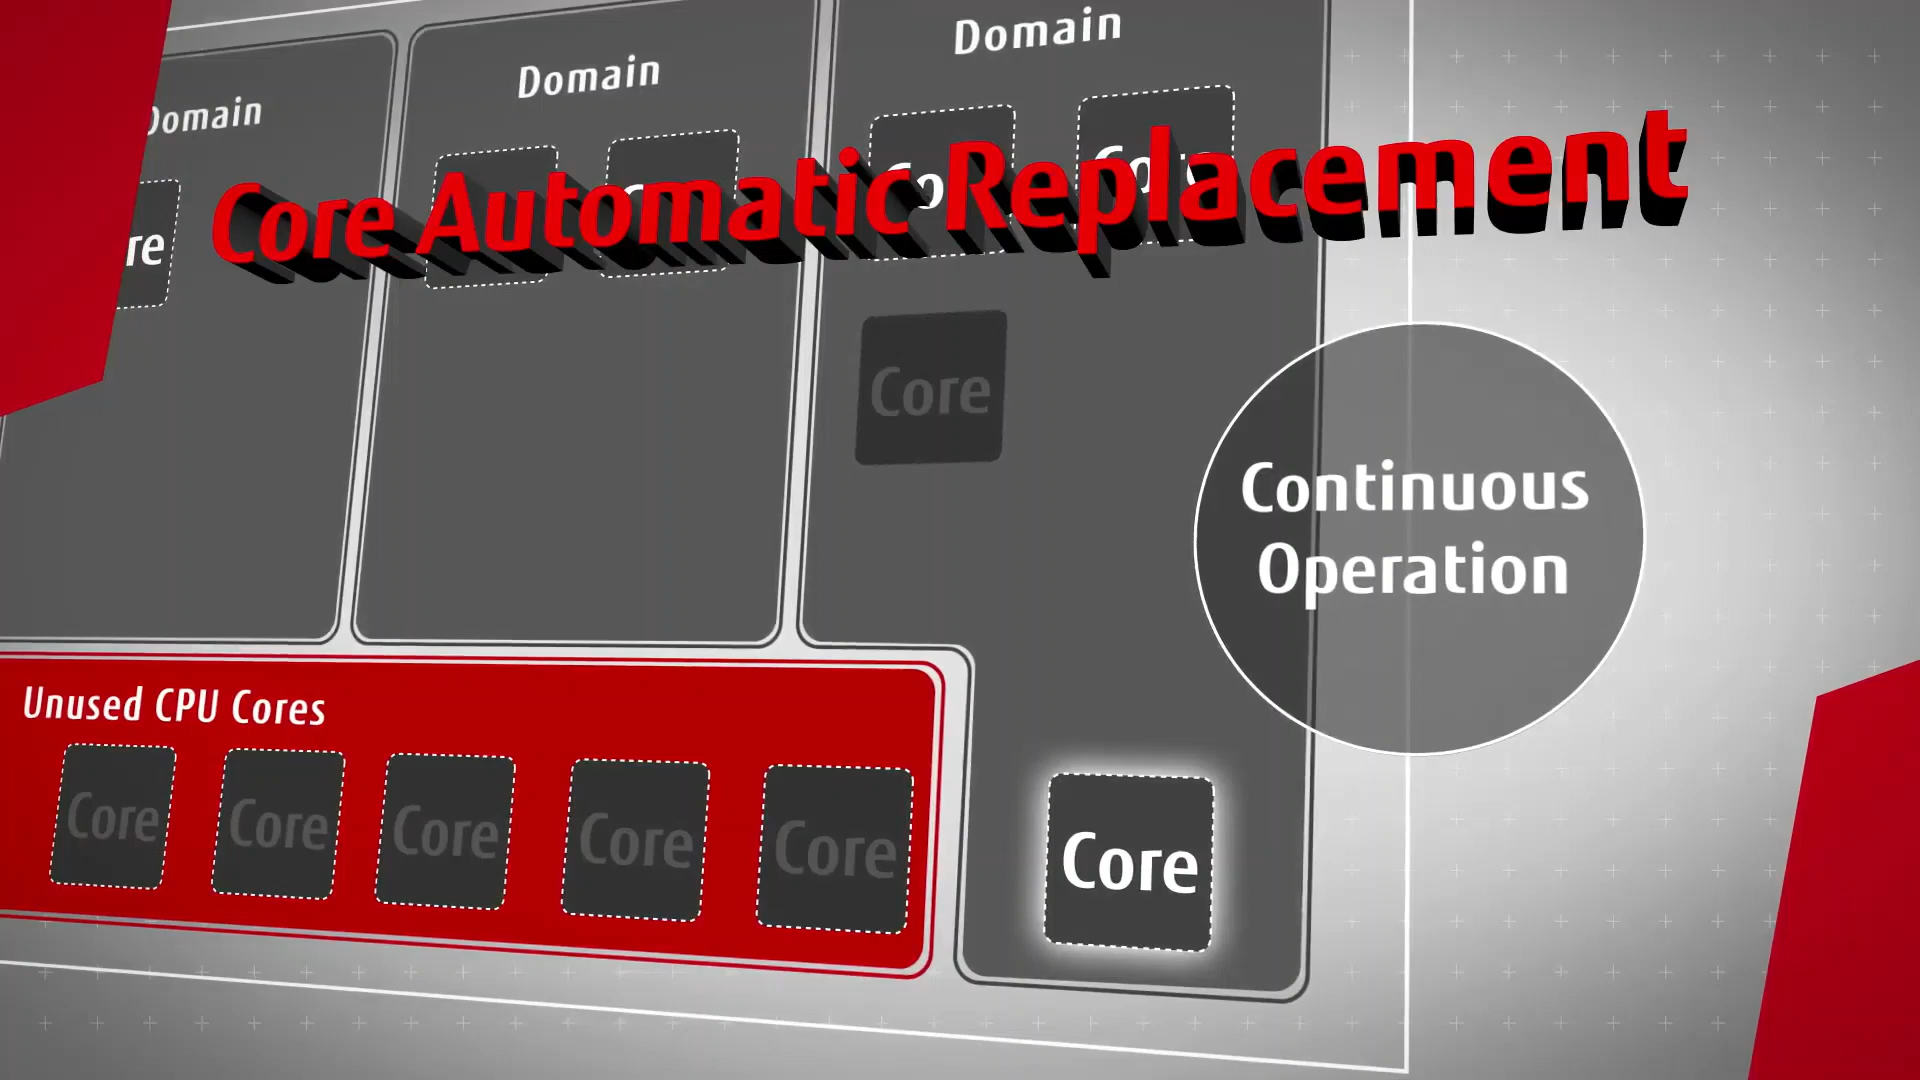 Domain
Domain
Domain
Core Automatic Replacement
Core
Continuous
Operation
Unused CPU Cores
Core
Core
Core
Core
Core
Core